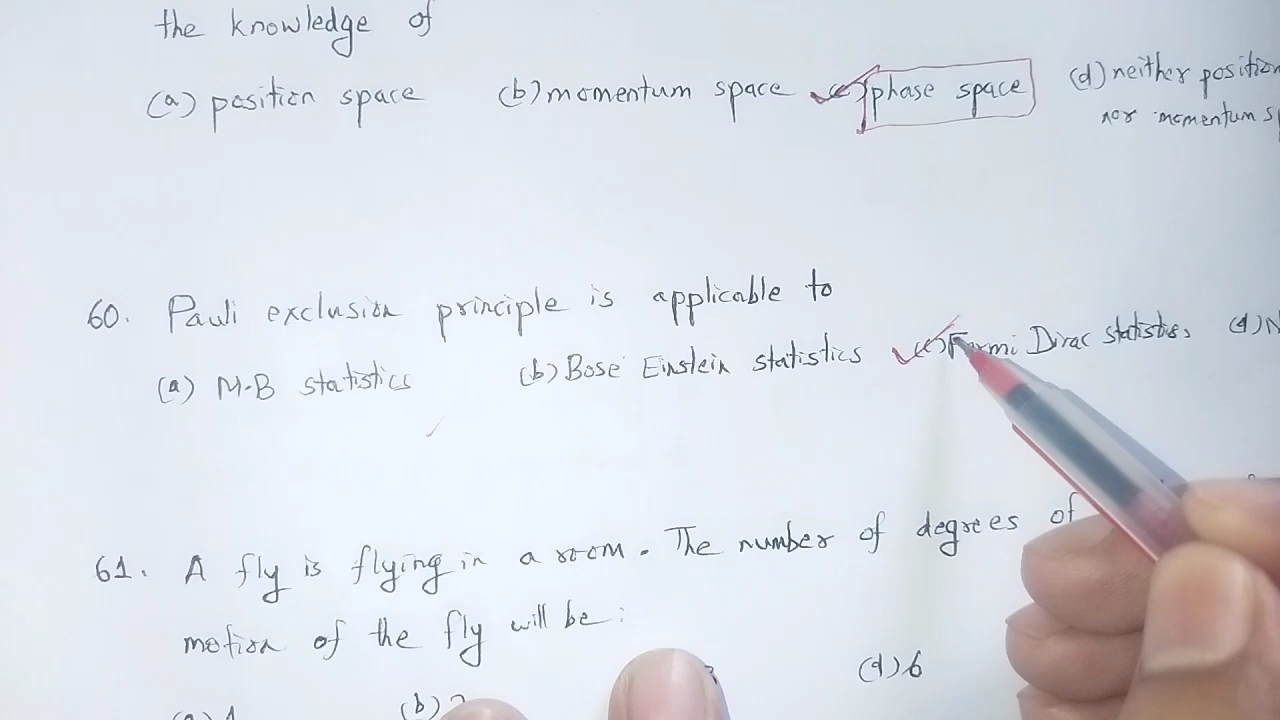 the knowledge of
(a) position space (b) momentum space (c) phase space (d) neither position
nor momentum
60. Pauli exclusion principle is applicable to
(a) M-B statistics (b) Bose Einstein statistics (c) Fermi Dirac statistics (d)
61. A fly is flying in a room. The number of degrees of
motion of the fly will be:
(a) 1 (b) (d) 6